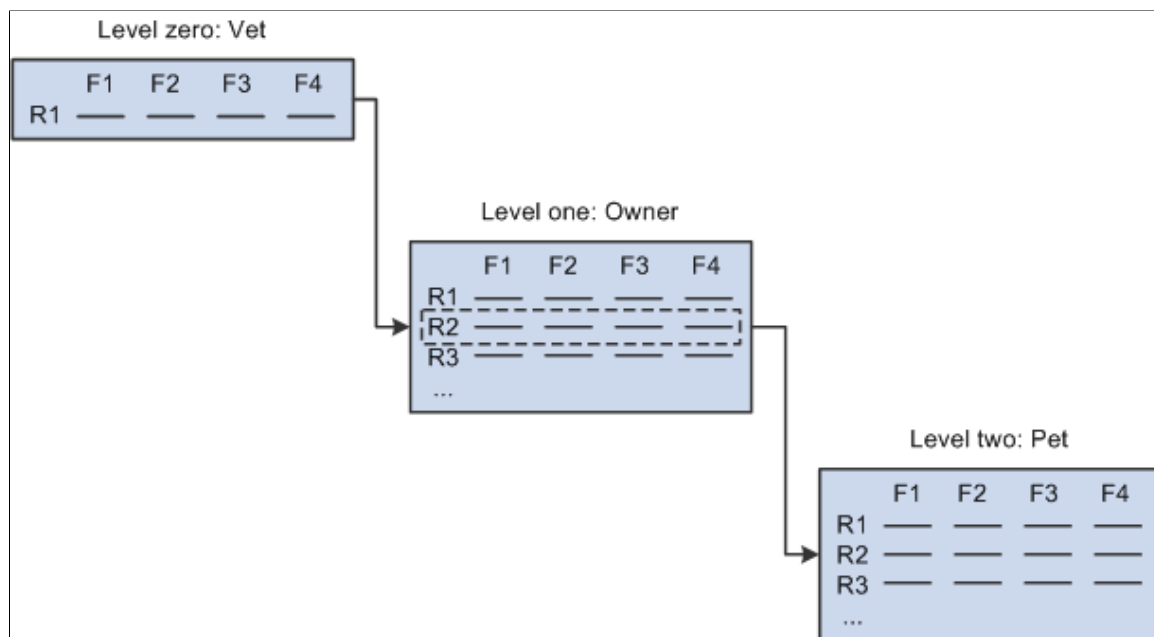 Level zero: Vet
F1 F2 F3 F4
R1
Level one: Owner
F1 F2 F3 F4
R1
R2
R3
...
Level two: Pet
F1 F2 F3 F4
R1
R2
R3
...